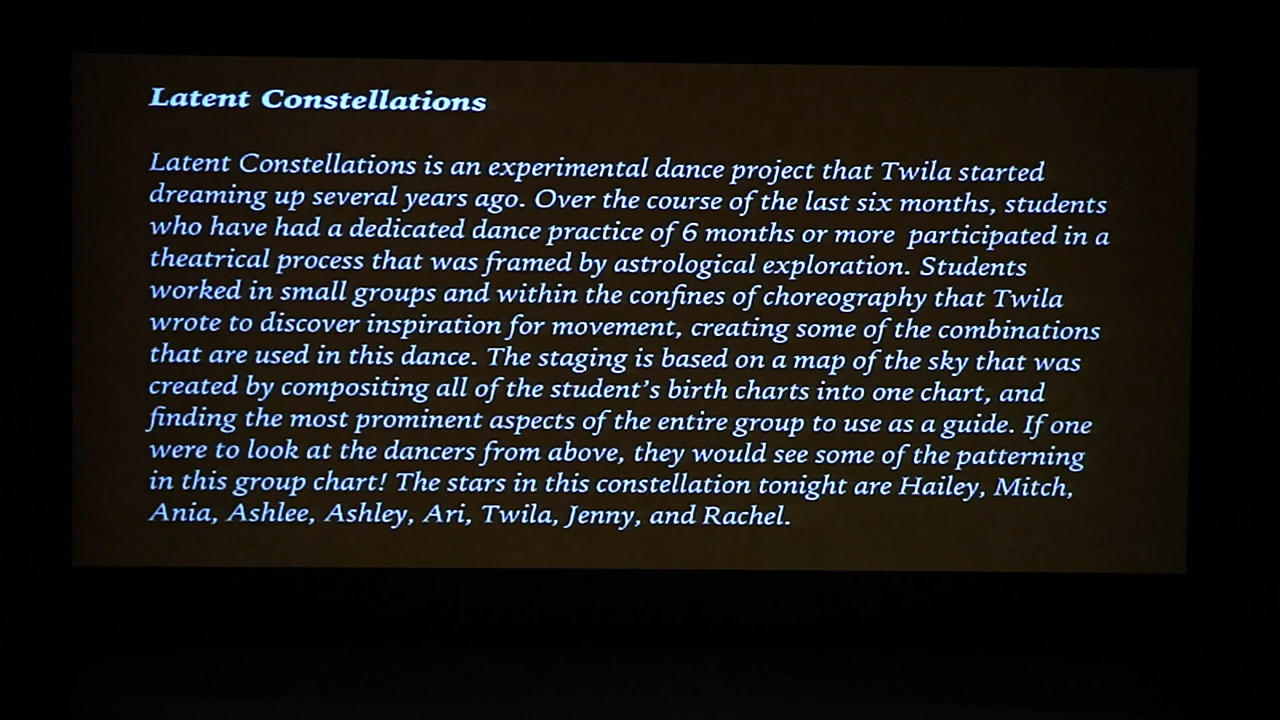 Latent Constellations
Latent Constellations is an experimental dance project that Twila started
dreaming up several years ago. Over the course of the last six months, students
who have had a dedicated dance practice of 6 months or more  participated in a
theatrical process that was framed by astrological exploration. Students
worked in small groups and within the confines of choreography that Twila
wrote to discover inspiration for movement, creating some of the combinations
that are used in this dance. The staging is based on a map of the sky that was
created by compositing all of the student’s birth charts into one chart, and
finding the most prominent aspects of the entire group to use as a guide. If one
were to look at the dancers from above, they would see some of the patterning
in this group chart! The stars in this constellation tonight are Hailey, Mitch,
Ania, Ashlee, Ashley, Ari, Twila, Jenny, and Rachel.